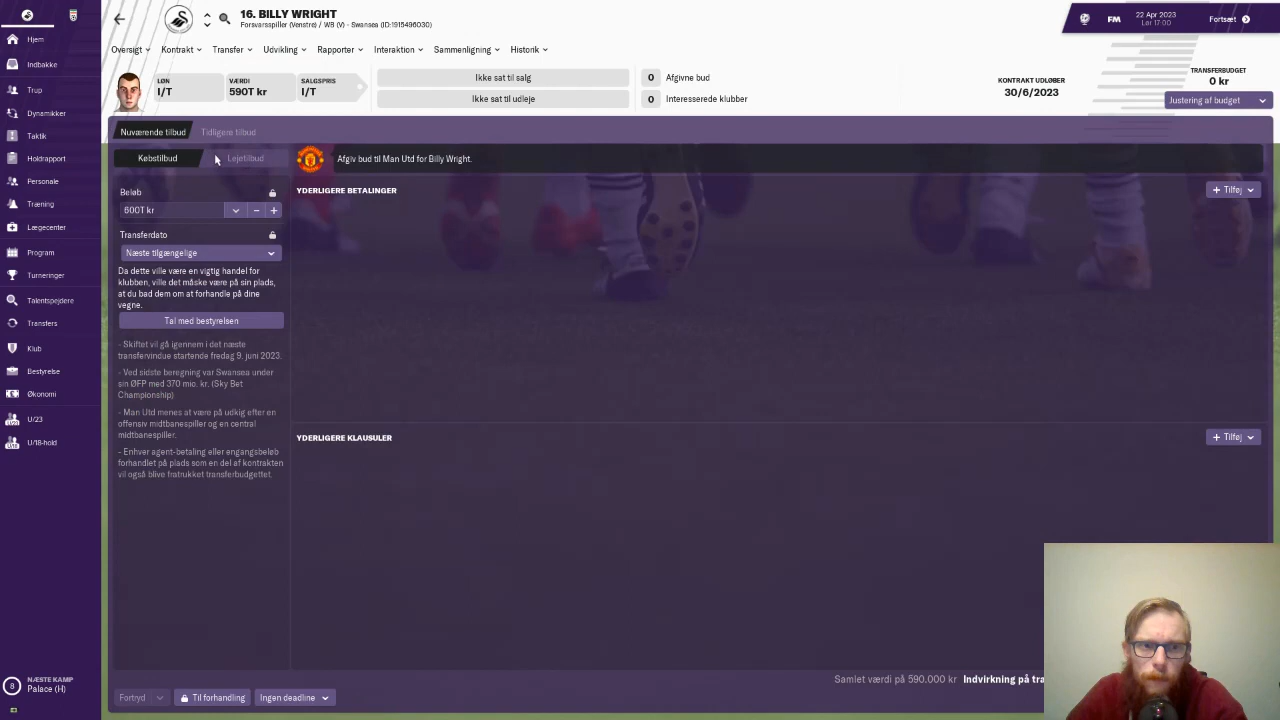 16. BILLY WRIGHT
Forsvarsspiller (Venstre) / WB (V) - Swansea (ID:1915496030)
FM
22 Apr 2023
Lør 17:00
Fortsæt
Hjem
Indbakke
Trup
Dynamikker
Taktik
Holdrapport
Personale
Træning
Lægecenter
Program
Turneringer
Talentspejdere
Transfers
Klub
Bestyrelse
Økonomi
U/23
U/18-hold
8
NÆSTE KAMP
Palace (H)
Oversigt
Kontrakt
Transfer
Udvikling
Rapporter
Interaktion
Sammenligning
Historik
LØN
I/T
VÆRDI
590T kr
SALGSPRIS
I/T
Ikke sat til salg
Ikke sat til udleje
0 Afgivne bud
0 Interesserede klubber
KONTRAKT UDLØBER
30/6/2023
TRANSFERBUDGET
0 kr
Justering af budget
Nuværende tilbud
Tidligere tilbud
Købstilbud
Lejetilbud
Beløb
600T kr
Transferdato
Næste tilgængelige
Da dette ville være en vigtig handel for
klubben, ville det måske være på sin plads,
at du bad dem om at forhandle på dine
vegne.
Tal med bestyrelsen
- Skiftet vil gå igennem i det næste
transfervindue startende fredag 9. juni 2023.
- Ved sidste beregning var Swansea under
sin ØFP med 370 mio. kr. (Sky Bet
Championship)
- Man Utd menes at være på udkig efter en
offensiv midtbanespiller og en central
midtbanespiller.
- Enhver agent-betaling eller engangsbeløb
forhandlet på plads som en del af kontrakten
vil også blive fratrukket transferbudgettet.
Afgiv bud til Man Utd for Billy Wright.
YDERLIGERE BETALINGER
Tilføj
YDERLIGERE KLAUSULER
Tilføj
Samlet værdi på 590.000 kr Indvirkning på tra
Fortryd
Til forhandling
Ingen deadline